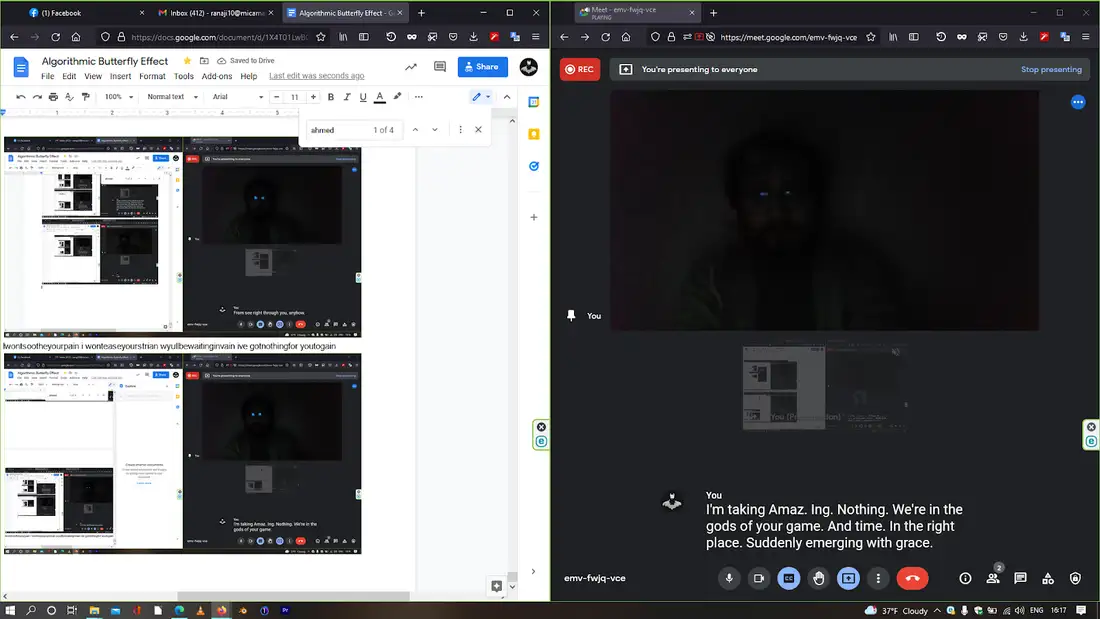 (1) Facebook
Inbox (412) - ranaji10@micama
Algorithmic Butterfly Effect - G
https://docs.google.com/document/d/1X4T01LwB
Algorithmic Butterfly Effect
Saved to Drive
File Edit View Insert Format Tools Add-ons Help Last edit was seconds ago
Share
100% Normal text Arial 11
ahmed 1 of 4
You
From see right through you, anyhow.
Iwontsootheyourpain i wonteaseyourstrian wyullbewaitinginvain ive gotnothingfor youtogain
You
I'm taking Amaz. Ing. Nothing. We're in the
gods of your game.
Meet - emv-fwjq-vce
PLAYING
https://meet.google.com/emv-fwjq-vce
REC
You're presenting to everyone
Stop presenting
You
You
I'm taking Amaz. Ing. Nothing. We're in the
gods of your game. And time. In the right
place. Suddenly emerging with grace.
emv-fwjq-vce
CC
2
37°F Cloudy
ENG 16:17